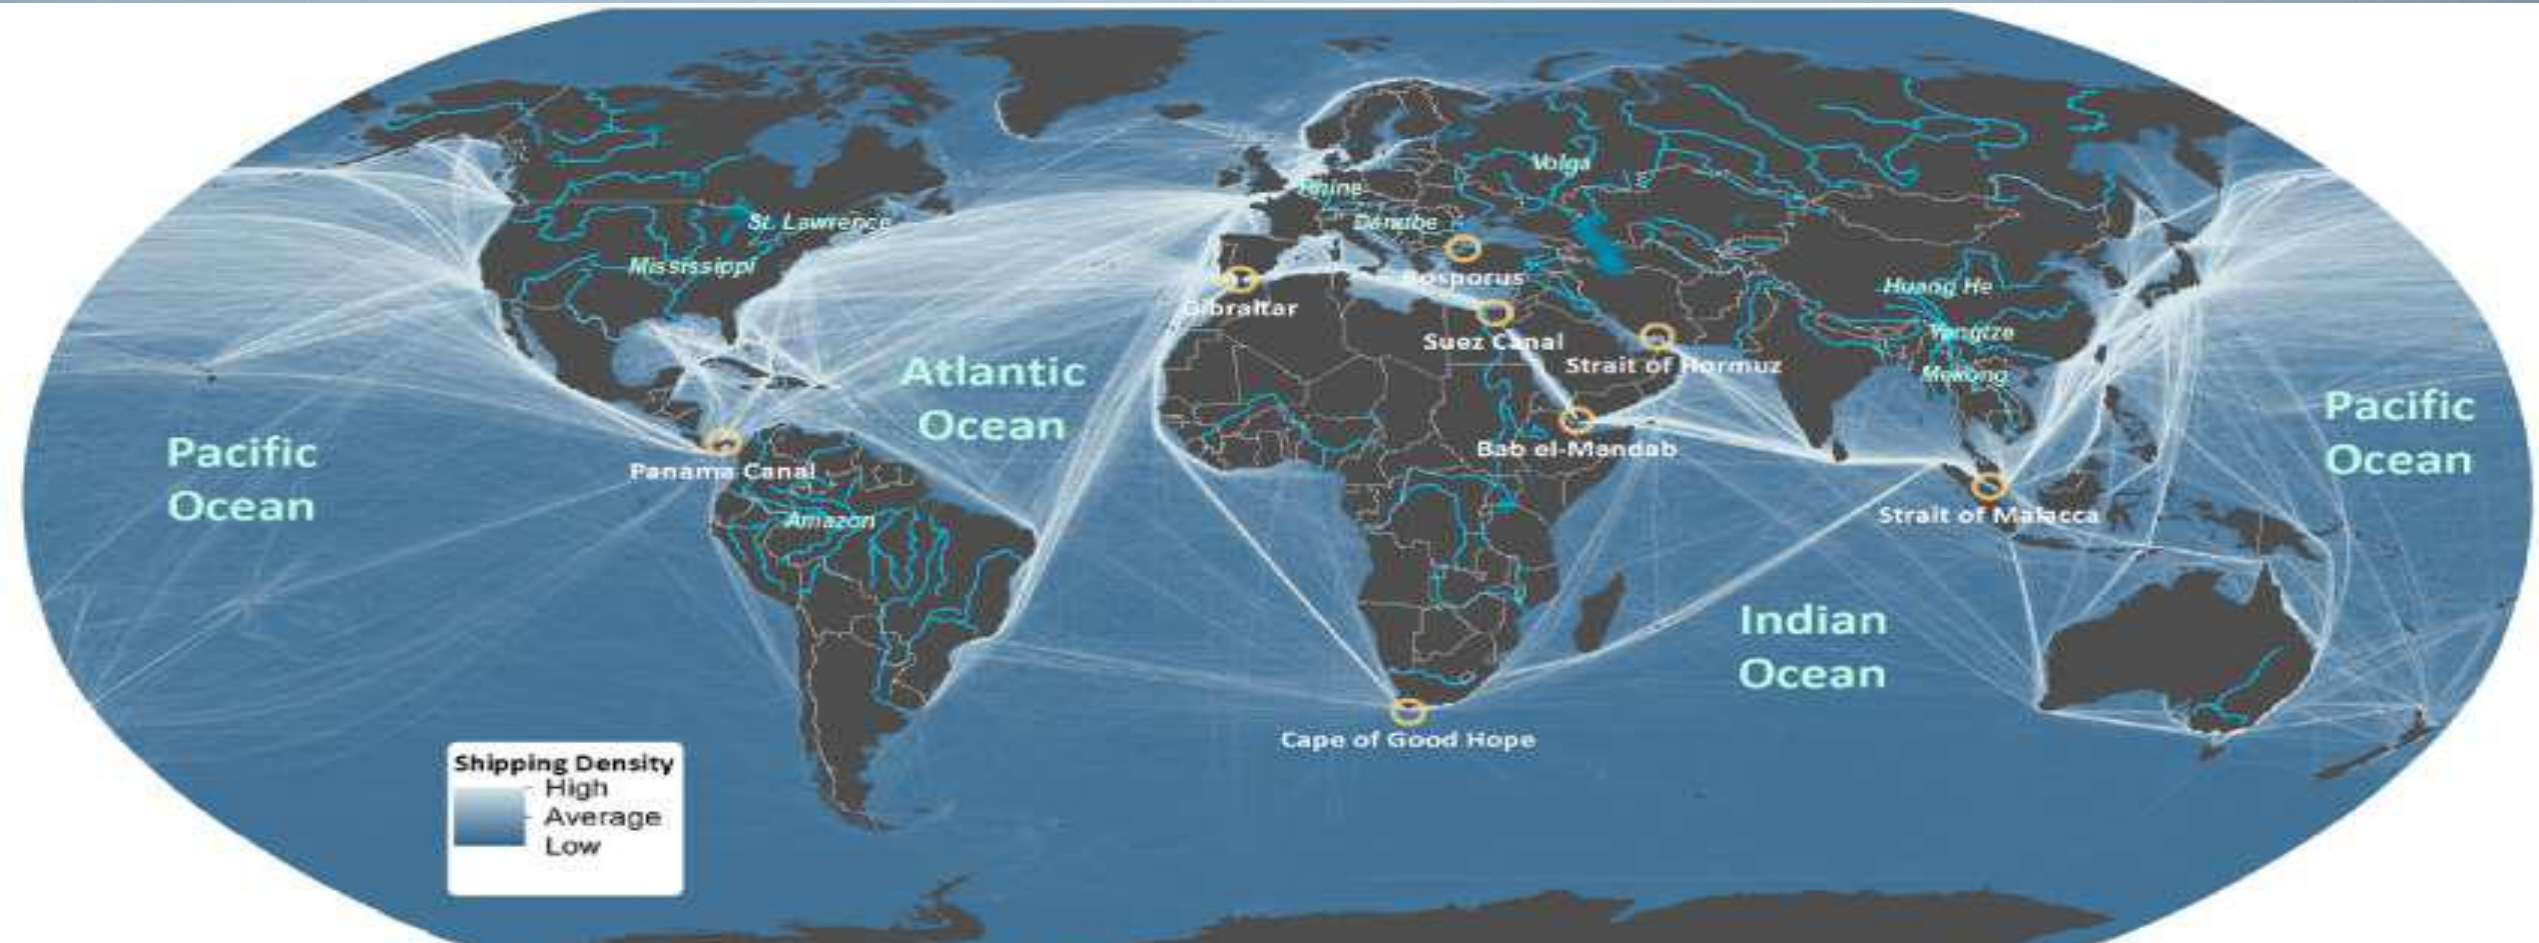 Volga
Rhine
St. Lawrence
Danube
Mississippi
Bosporus
Huang He
Gibraltar
Yangtze
Suez Canal
Strait of Hormuz
Mekong
Atlantic
Ocean
Pacific
Ocean
Pacific
Ocean
Bab el-Mandab
Panama Canal
Strait of Malacca
Amazon
Indian
Ocean
Cape of Good Hope
Shipping Density
High
Average
Low